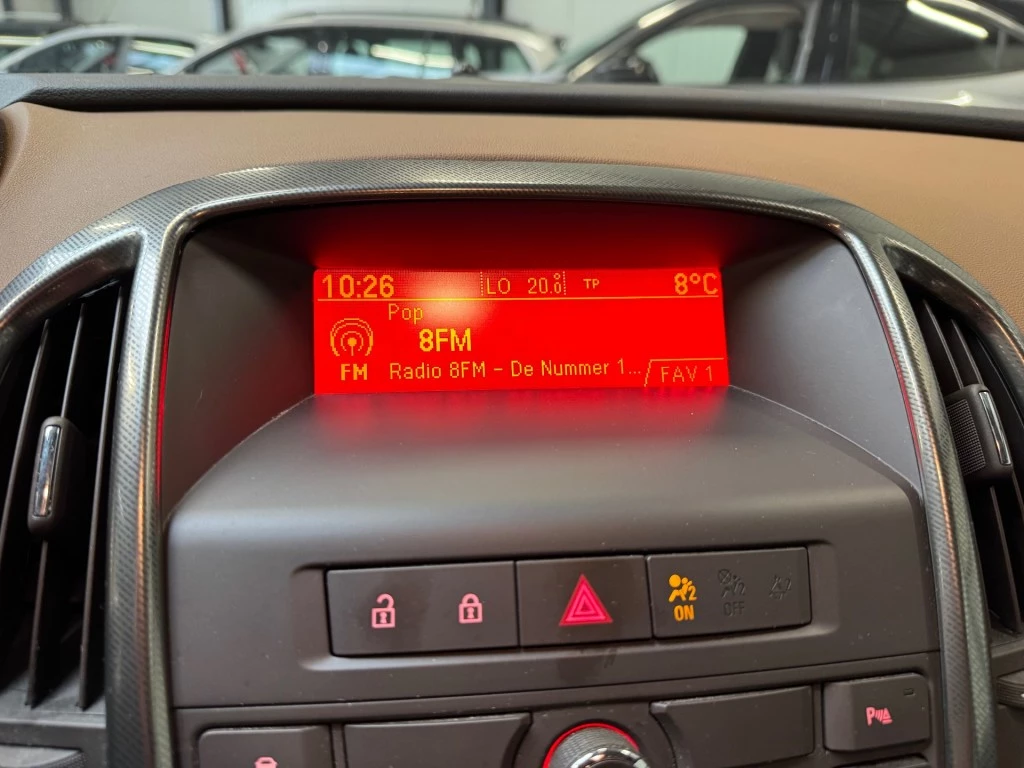 10:26 LO 20.0 TP 8°C
Pop
8FM
FM Radio 8FM - De Nummer 1... FAV 1
2
ON OFF
P